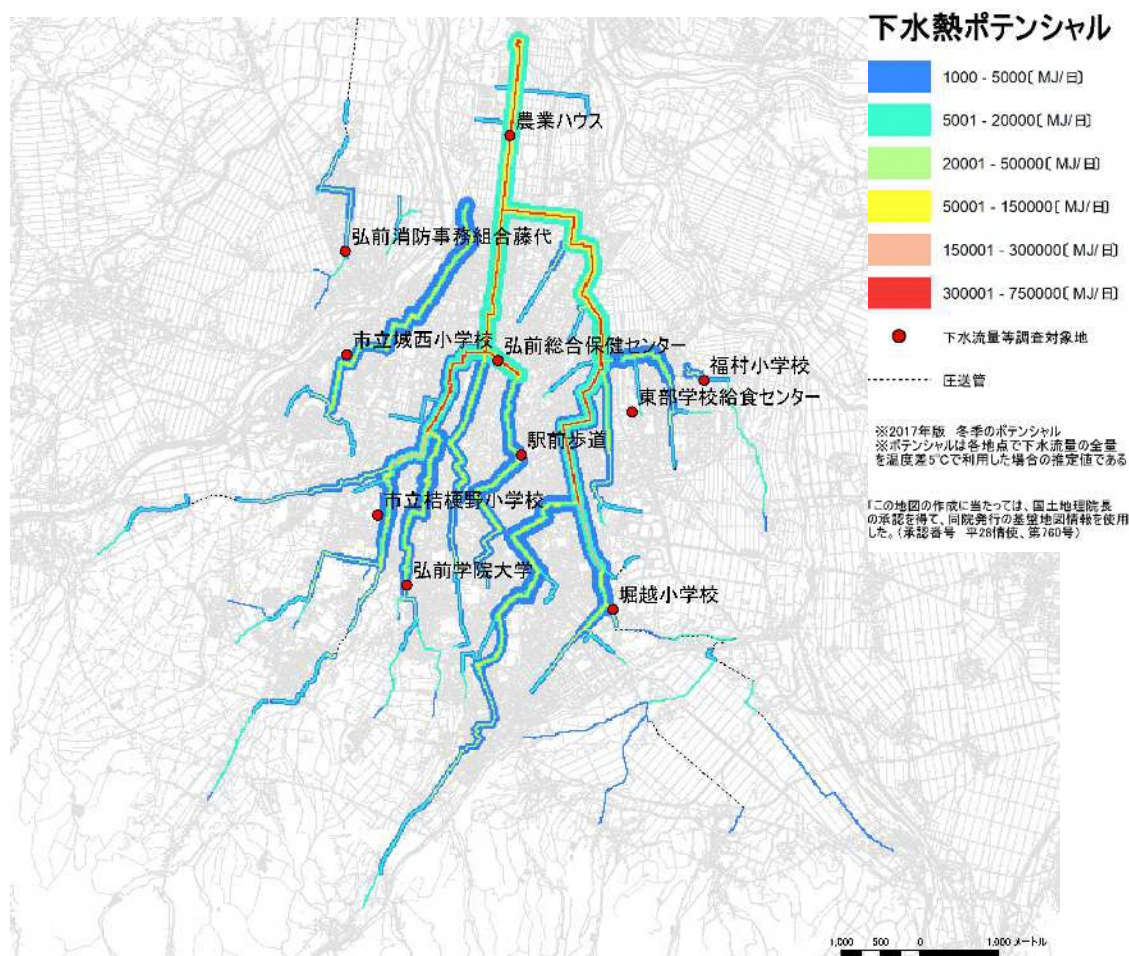 下水熱ポテンシャル
1000 - 5000[ MJ/日]
5001 - 20000[ MJ/日]
20001 - 50000[ MJ/日]
50001 - 150000[ MJ/日]
150001 - 300000[ MJ/日]
300001 - 750000[ MJ/日]
下水流量等調査対象地
圧送管
※2017年版 冬季のポテンシャル
※ポテンシャルは各地点で下水流量の全量
を温度差5℃で利用した場合の推定値である
「この地図の作成に当たっては、国土地理院長
の承認を得て、同院発行の基盤地図情報を使用
した。(承認番号 平28情使、第760号)
農業ハウス
弘前消防事務組合藤代
市立城西小学校
弘前総合保健センター
福村小学校
東部学校給食センター
駅前歩道
市立桔梗野小学校
弘前学院大学
堀越小学校
1,000 500 0 1,000 メートル